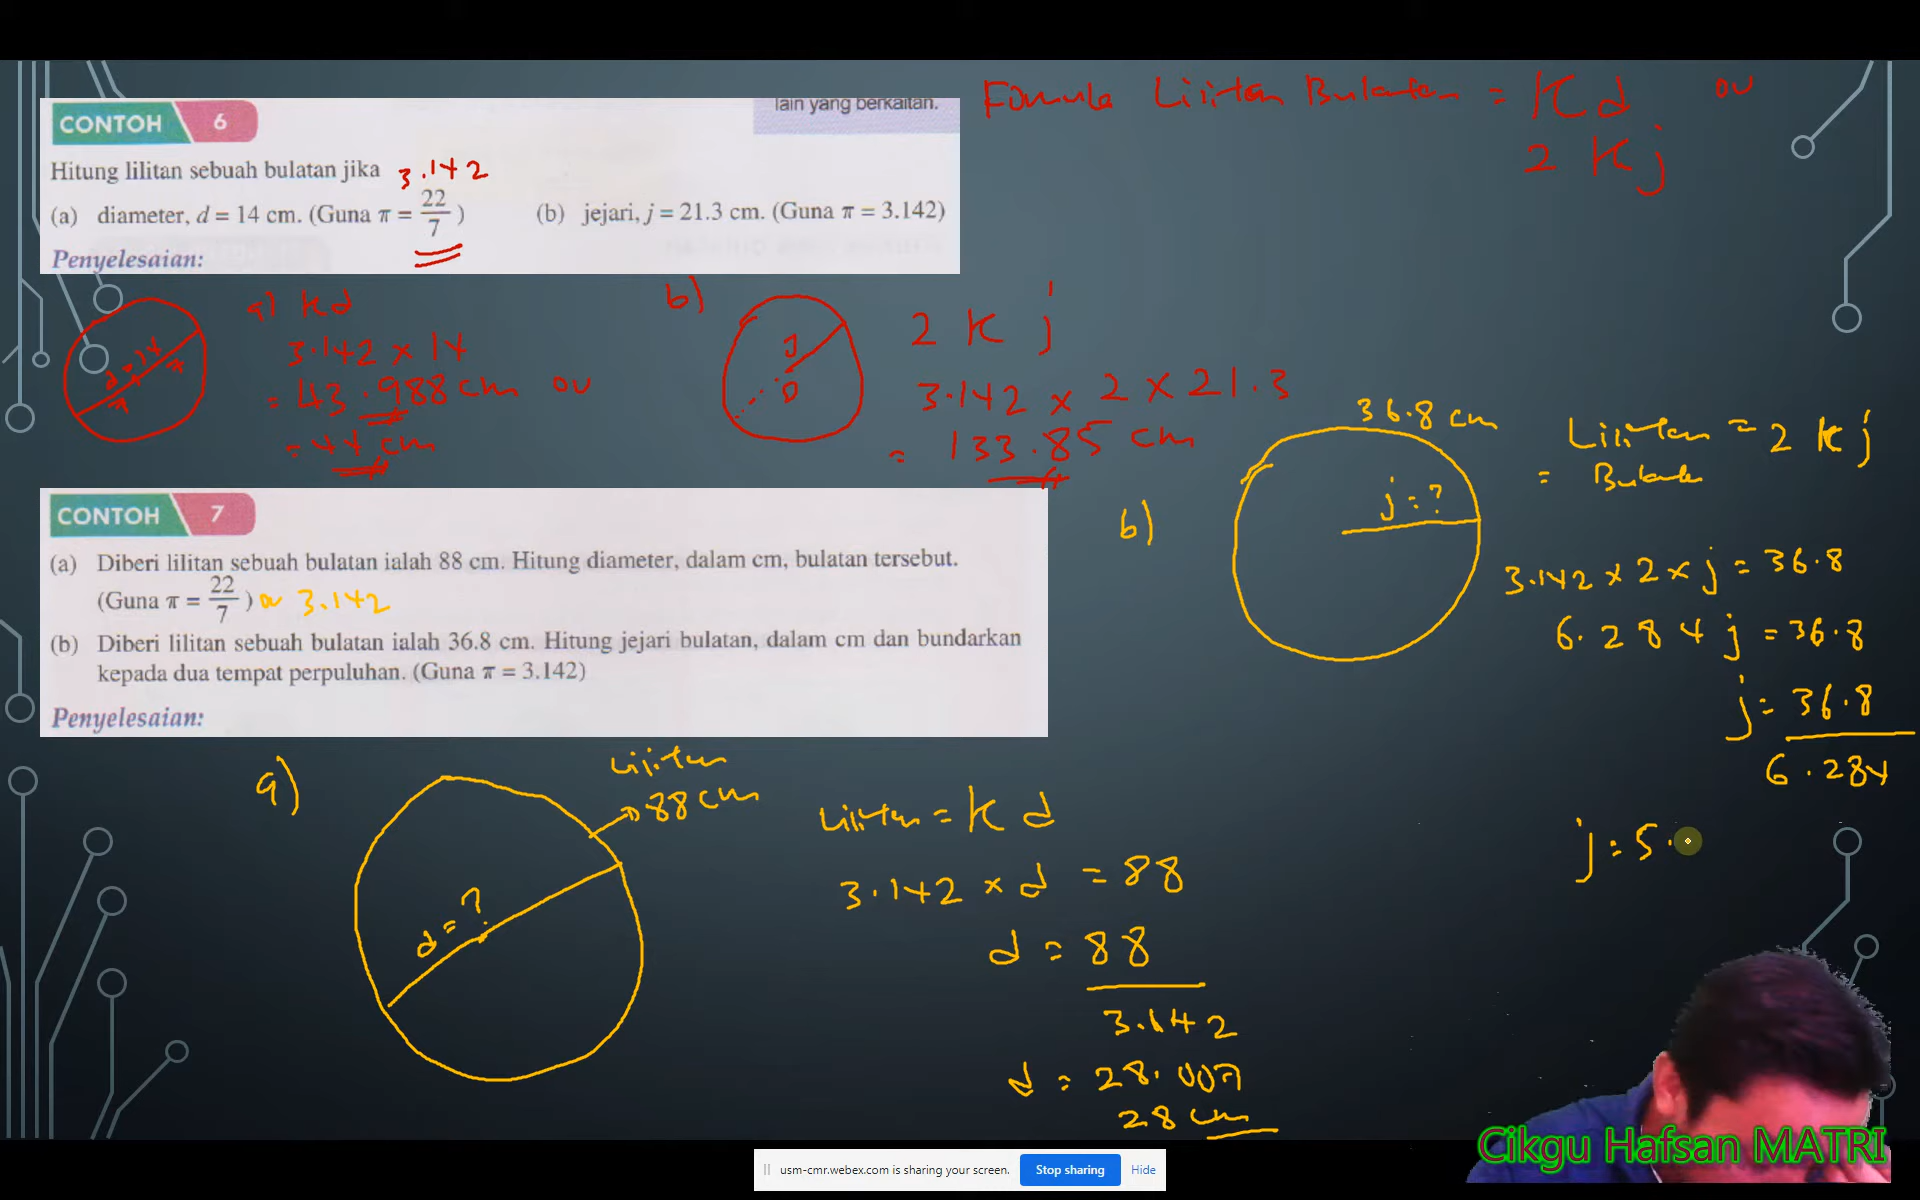 Formula Lilitan Bulatan = πd ou
2πj
lain yang berkaitan.
CONTOH 6
Hitung lilitan sebuah bulatan jika 3.142
(a) diameter, d = 14 cm. (Guna π = 22/7) (b) jejari, j = 21.3 cm. (Guna π = 3.142)
Penyelesaian:
a) πd
d = 14
3.142 × 14
= 43.988 cm ou
= 44 cm
b)
J
O
2 π j
3.142 × 2 × 21.3
= 133.85 cm
CONTOH 7
(a) Diberi lilitan sebuah bulatan ialah 88 cm. Hitung diameter, dalam cm, bulatan tersebut.
(Guna π = 22/7) 3.142
(b) Diberi lilitan sebuah bulatan ialah 36.8 cm. Hitung jejari bulatan, dalam cm dan bundarkan
kepada dua tempat perpuluhan. (Guna π = 3.142)
Penyelesaian:
a)
d = ?
Lilitan
88 cm
Lilitan = π d
3.142 × d = 88
d = 88
3.142
d = 28.007
28 cm
b)
36.8 cm
j = ?
Lilitan = 2 π j
= Bulatan
3.142 × 2 × j = 36.8
6.284 j = 36.8
j = 36.8
6.284
j = 5.
Cikgu Hafsan MATRI
usm-cmr.webex.com is sharing your screen. Stop sharing Hide